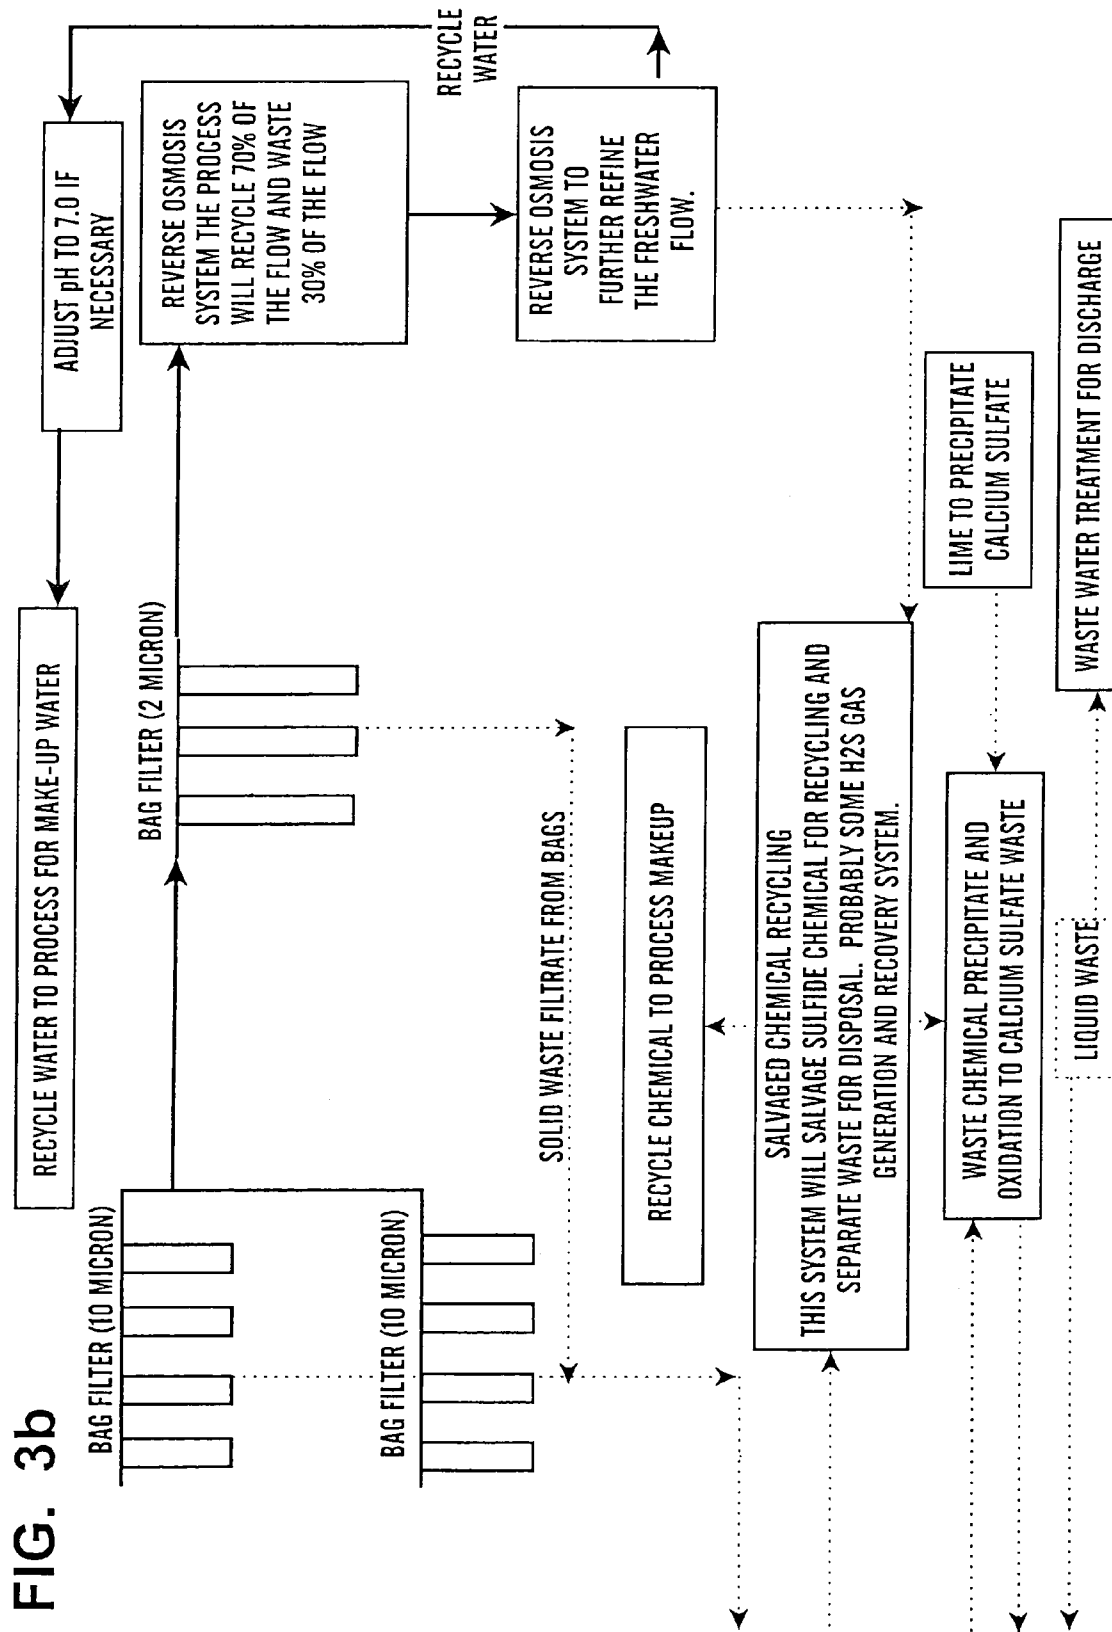 FIG. 3b
RECYCLE WATER TO PROCESS FOR MAKE-UP WATER
ADJUST pH TO 7.0 IF
NECESSARY
BAG FILTER (10 MICRON)
BAG FILTER (2 MICRON)
REVERSE OSMOSIS
SYSTEM THE PROCESS
WILL RECYCLE 70% OF
THE FLOW AND WASTE
30% OF THE FLOW
BAG FILTER (10 MICRON)
RECYCLE
WATER
REVERSE OSMOSIS
SYSTEM TO
FURTHER REFINE
THE FRESHWATER
FLOW.
SOLID WASTE FILTRATE FROM BAGS
RECYCLE CHEMICAL TO PROCESS MAKEUP
SALVAGED CHEMICAL RECYCLING
THIS SYSTEM WILL SALVAGE SULFIDE CHEMICAL FOR RECYCLING AND
SEPARATE WASTE FOR DISPOSAL. PROBABLY SOME H2S GAS
GENERATION AND RECOVERY SYSTEM.
LIME TO PRECIPITATE
CALCIUM SULFATE
WASTE CHEMICAL PRECIPITATE AND
OXIDATION TO CALCIUM SULFATE WASTE
LIQUID WASTE
WASTE WATER TREATMENT FOR DISCHARGE